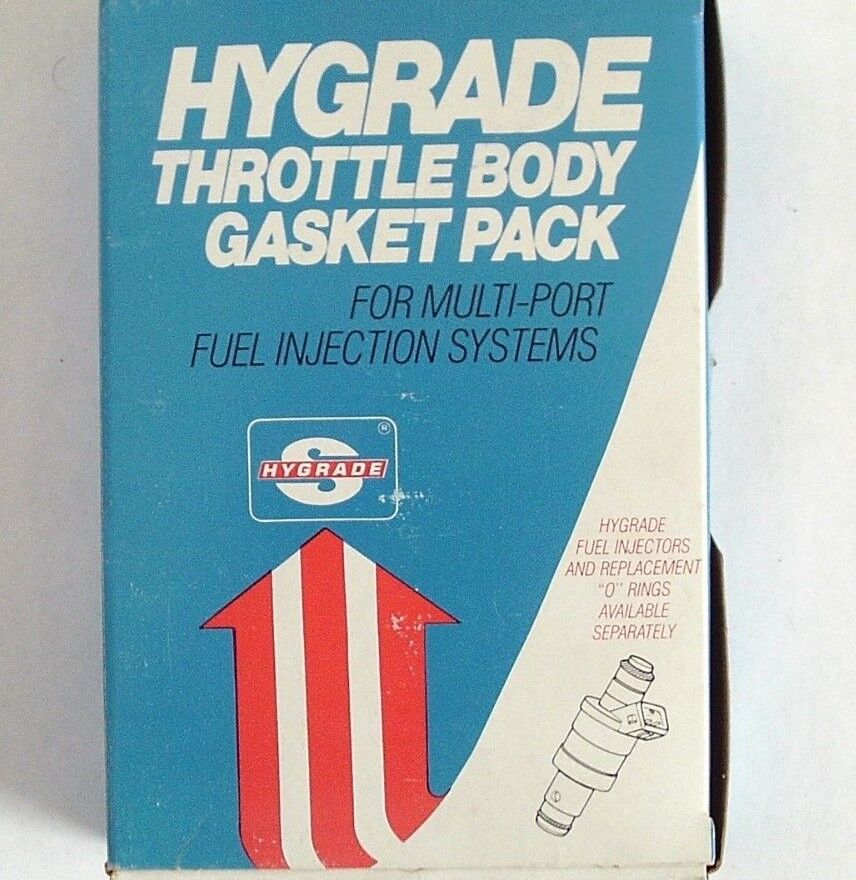 HYGRADE
THROTTLE BODY
GASKET PACK
FOR MULTI-PORT
FUEL INJECTION SYSTEMS
®
S
HYGRADE
HYGRADE
FUEL INJECTORS
AND REPLACEMENT
"O" RINGS
AVAILABLE
SEPARATELY